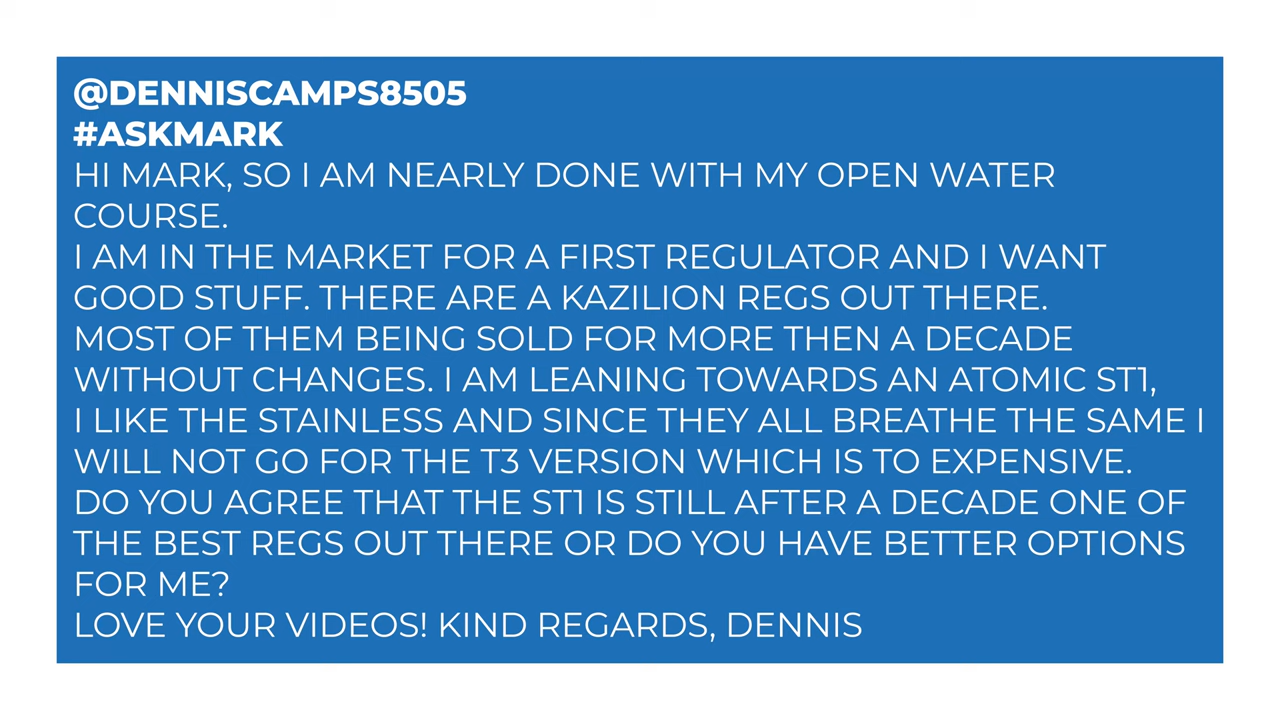 @DENNISCAMPS8505
#ASKMARK
HI MARK, SO I AM NEARLY DONE WITH MY OPEN WATER
COURSE.
I AM IN THE MARKET FOR A FIRST REGULATOR AND I WANT
GOOD STUFF. THERE ARE A KAZILION REGS OUT THERE.
MOST OF THEM BEING SOLD FOR MORE THEN A DECADE
WITHOUT CHANGES. I AM LEANING TOWARDS AN ATOMIC ST1,
I LIKE THE STAINLESS AND SINCE THEY ALL BREATHE THE SAME I
WILL NOT GO FOR THE T3 VERSION WHICH IS TO EXPENSIVE.
DO YOU AGREE THAT THE ST1 IS STILL AFTER A DECADE ONE OF
THE BEST REGS OUT THERE OR DO YOU HAVE BETTER OPTIONS
FOR ME?
LOVE YOUR VIDEOS! KIND REGARDS, DENNIS